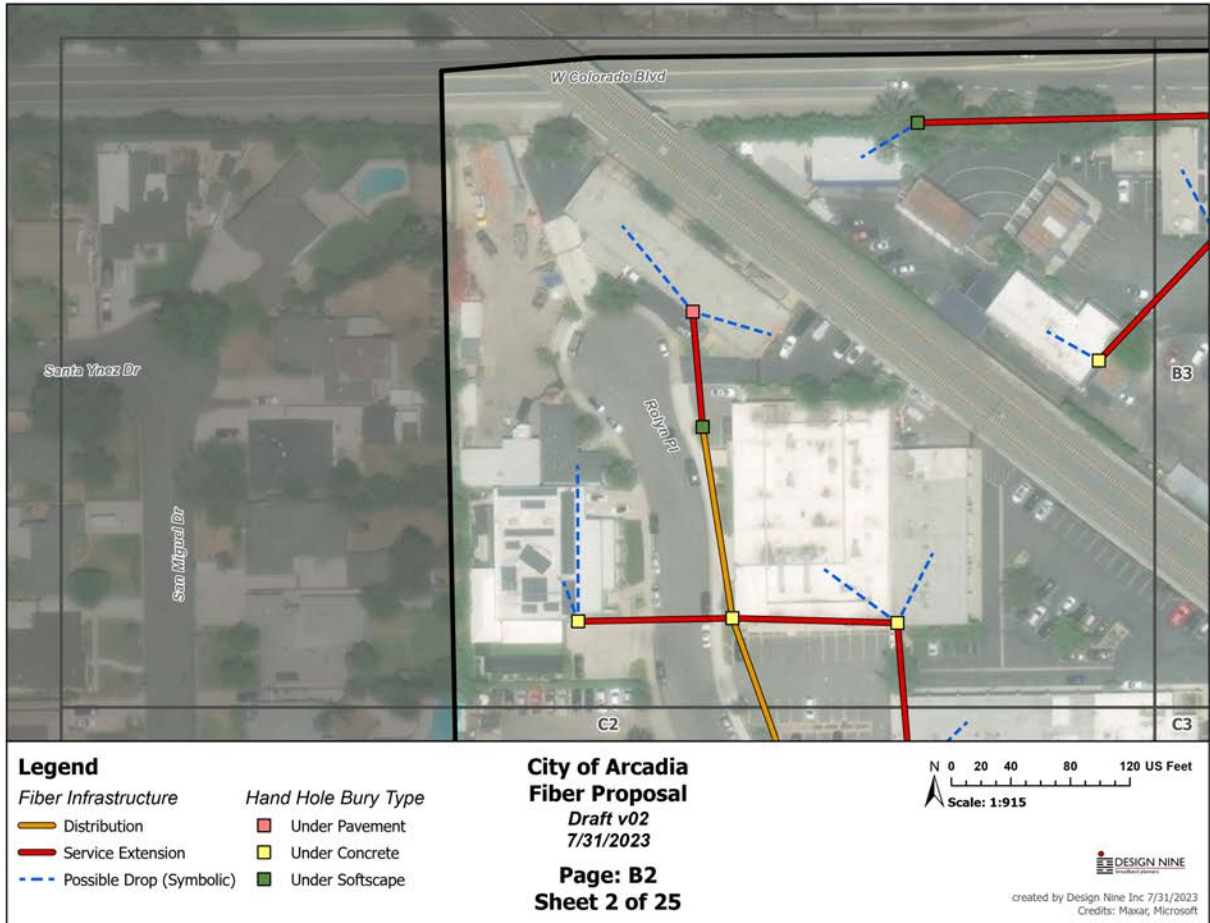 W Colorado Blvd
Santa Ynez Dr
B3
Rolyn Pl
San Miguel Dr
C2
C3
Legend
Fiber Infrastructure
Distribution
Service Extension
Possible Drop (Symbolic)
Hand Hole Bury Type
Under Pavement
Under Concrete
Under Softscape
City of Arcadia
Fiber Proposal
Draft v02
7/31/2023
Page: B2
Sheet 2 of 25
N 0 20 40 80 120 US Feet
Scale: 1:915
DESIGN NINE
broadband planners
created by Design Nine Inc 7/31/2023
Credits: Maxar, Microsoft